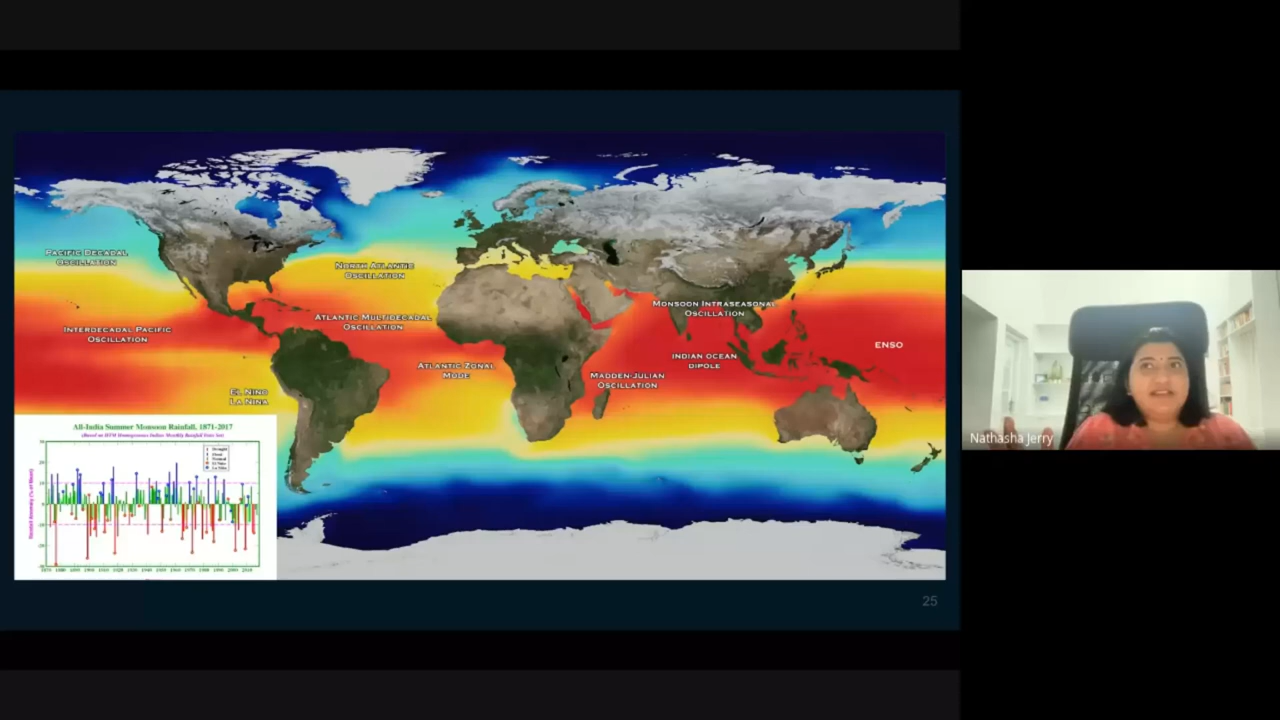 PACIFIC DECADAL
OSCILLATION
NORTH ATLANTIC
OSCILLATION
MONSOON INTRASEASONAL
OSCILLATION
ATLANTIC MULTIDECADAL
OSCILLATION
INTERDECADAL PACIFIC
OSCILLATION
ENSO
INDIAN OCEAN
DIPOLE
ATLANTIC ZONAL
MODE
MADDEN-JULIAN
OSCILLATION
EL NINO
LA NINA
All-India Summer Monsoon Rainfall, 1871-2017
Nathasha Jerry
25